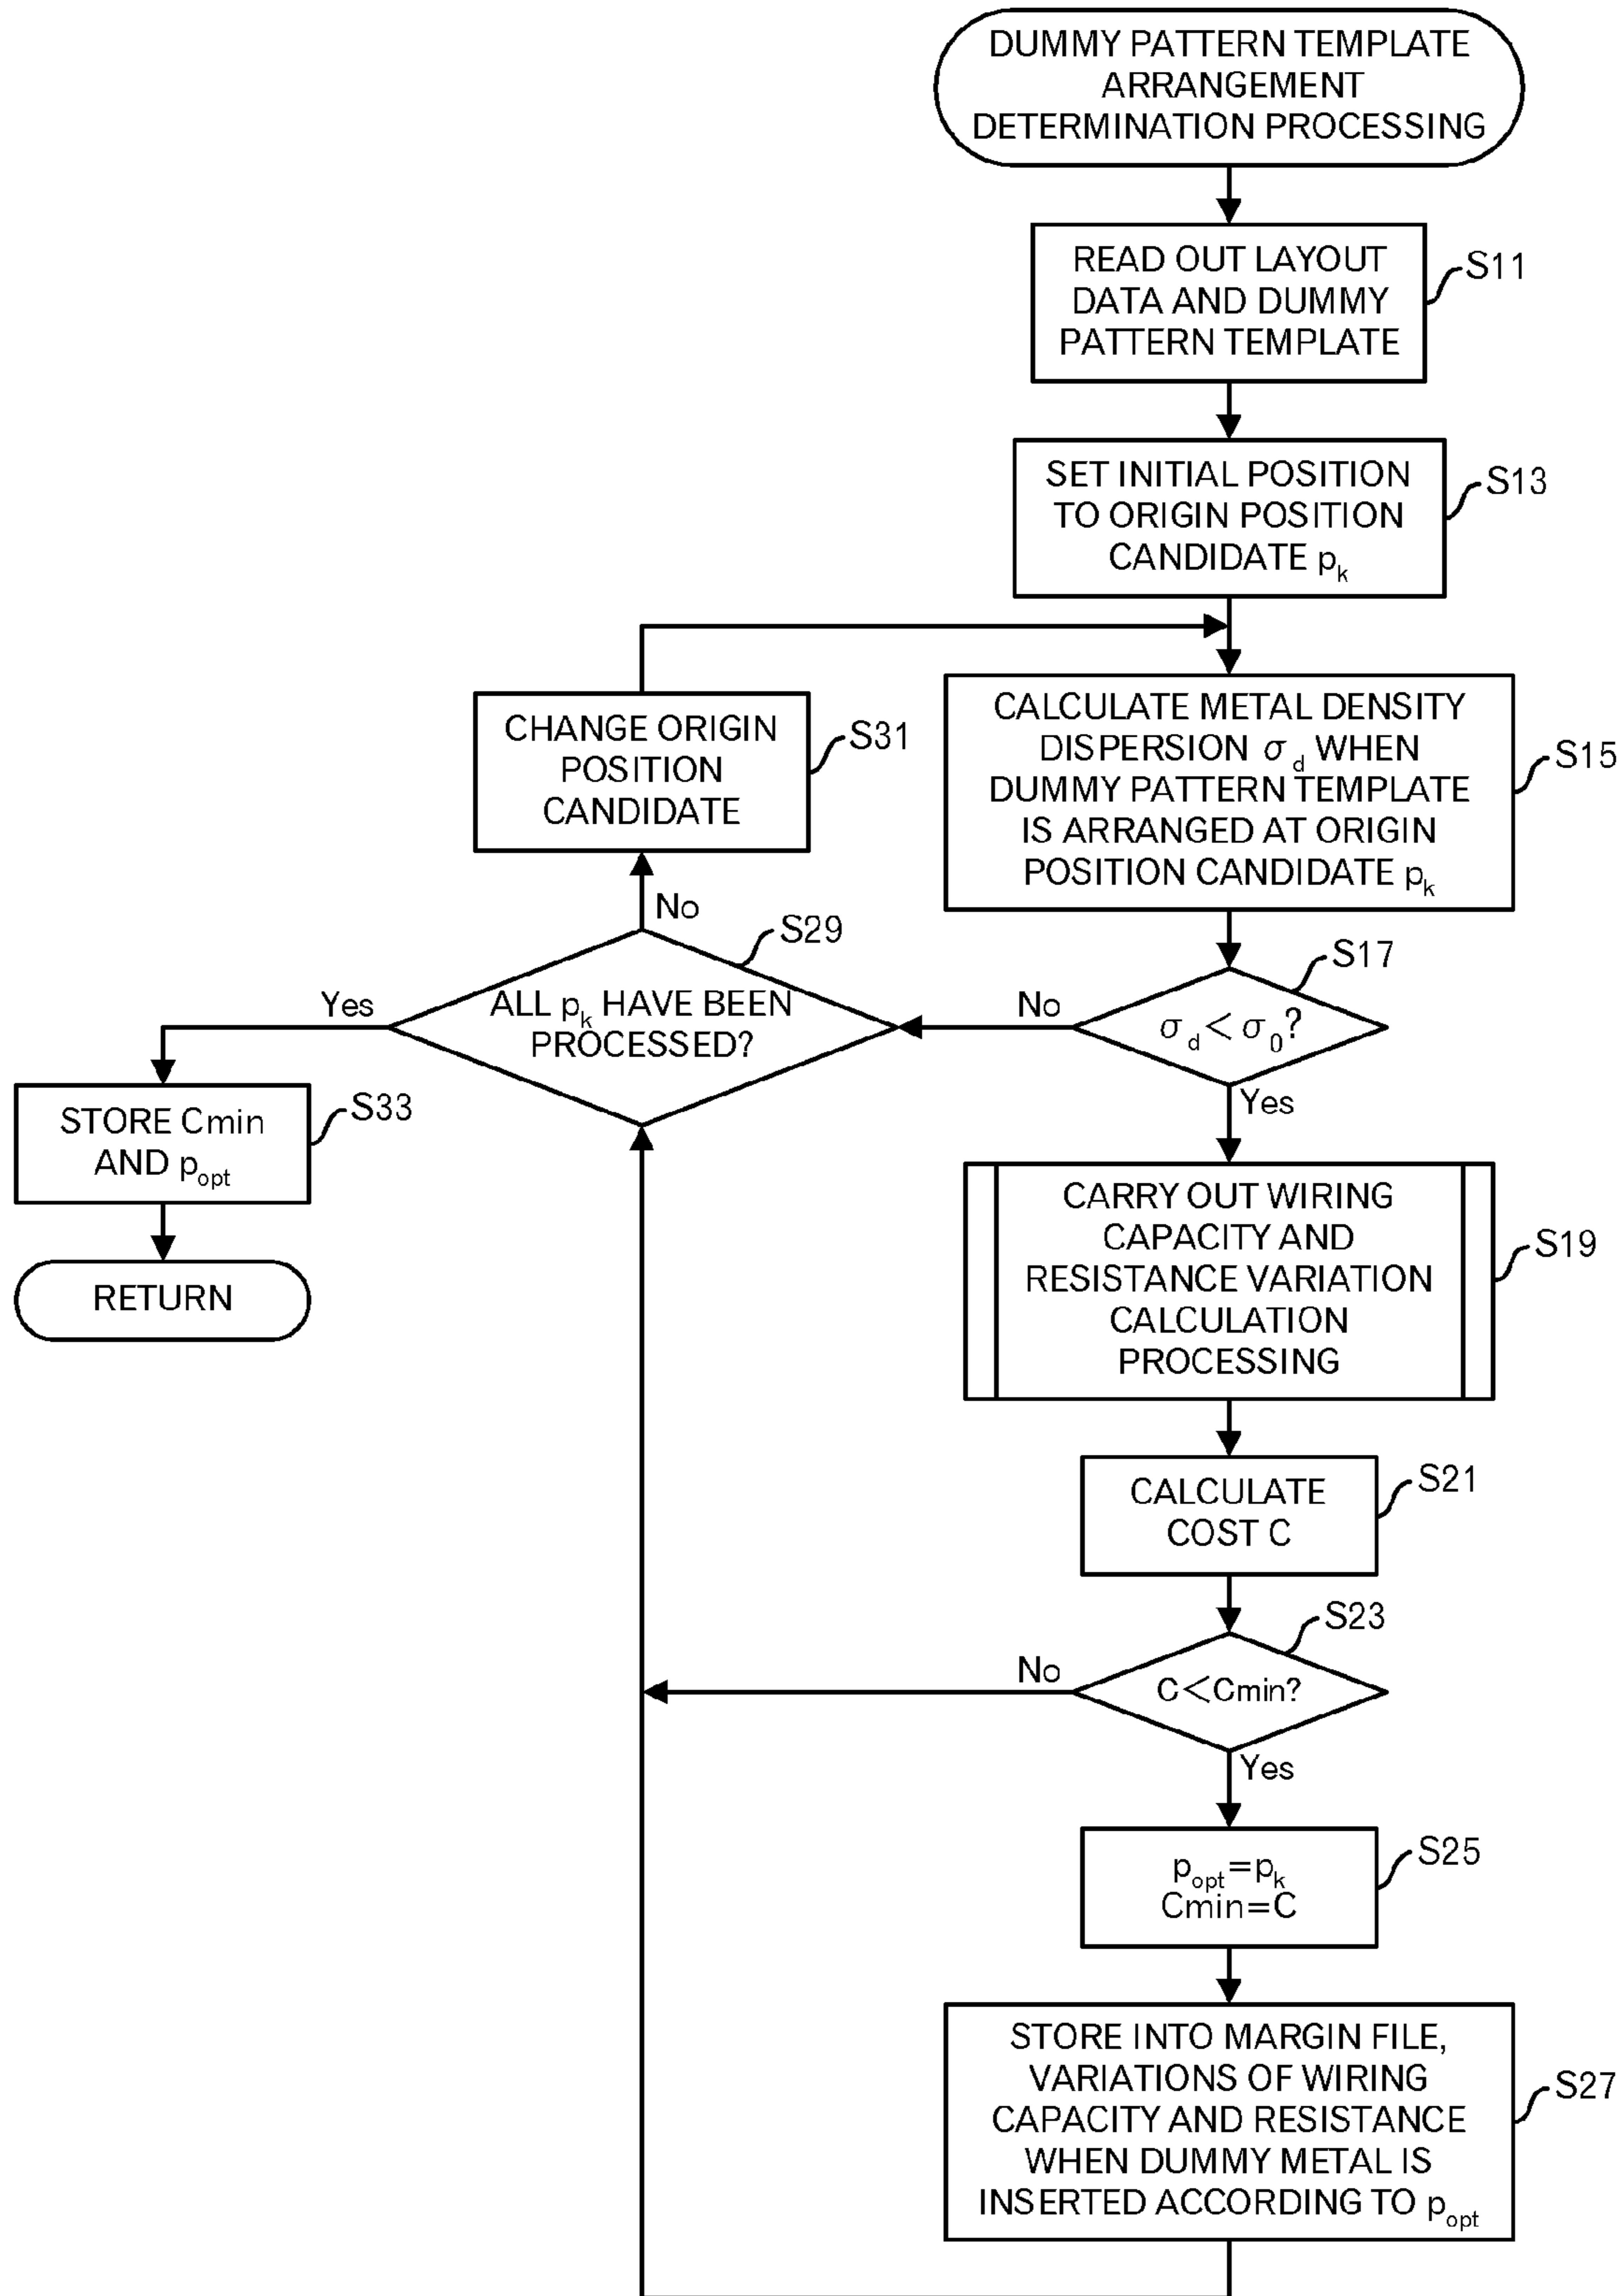 DUMMY PATTERN TEMPLATE
ARRANGEMENT
DETERMINATION PROCESSING
READ OUT LAYOUT
DATA AND DUMMY
PATTERN TEMPLATE
S11
SET INITIAL POSITION
TO ORIGIN POSITION
CANDIDATE pk
S13
CALCULATE METAL DENSITY
DISPERSION σd WHEN
DUMMY PATTERN TEMPLATE
IS ARRANGED AT ORIGIN
POSITION CANDIDATE pk
S15
CHANGE ORIGIN
POSITION
CANDIDATE
S31
No
S29
ALL pk HAVE BEEN
PROCESSED?
Yes
S17
σd<σ0?
No
Yes
STORE Cmin
AND popt
S33
RETURN
CARRY OUT WIRING
CAPACITY AND
RESISTANCE VARIATION
CALCULATION
PROCESSING
S19
CALCULATE
COST C
S21
S23
C<Cmin?
No
Yes
popt=pk
Cmin=C
S25
STORE INTO MARGIN FILE,
VARIATIONS OF WIRING
CAPACITY AND RESISTANCE
WHEN DUMMY METAL IS
INSERTED ACCORDING TO popt
S27